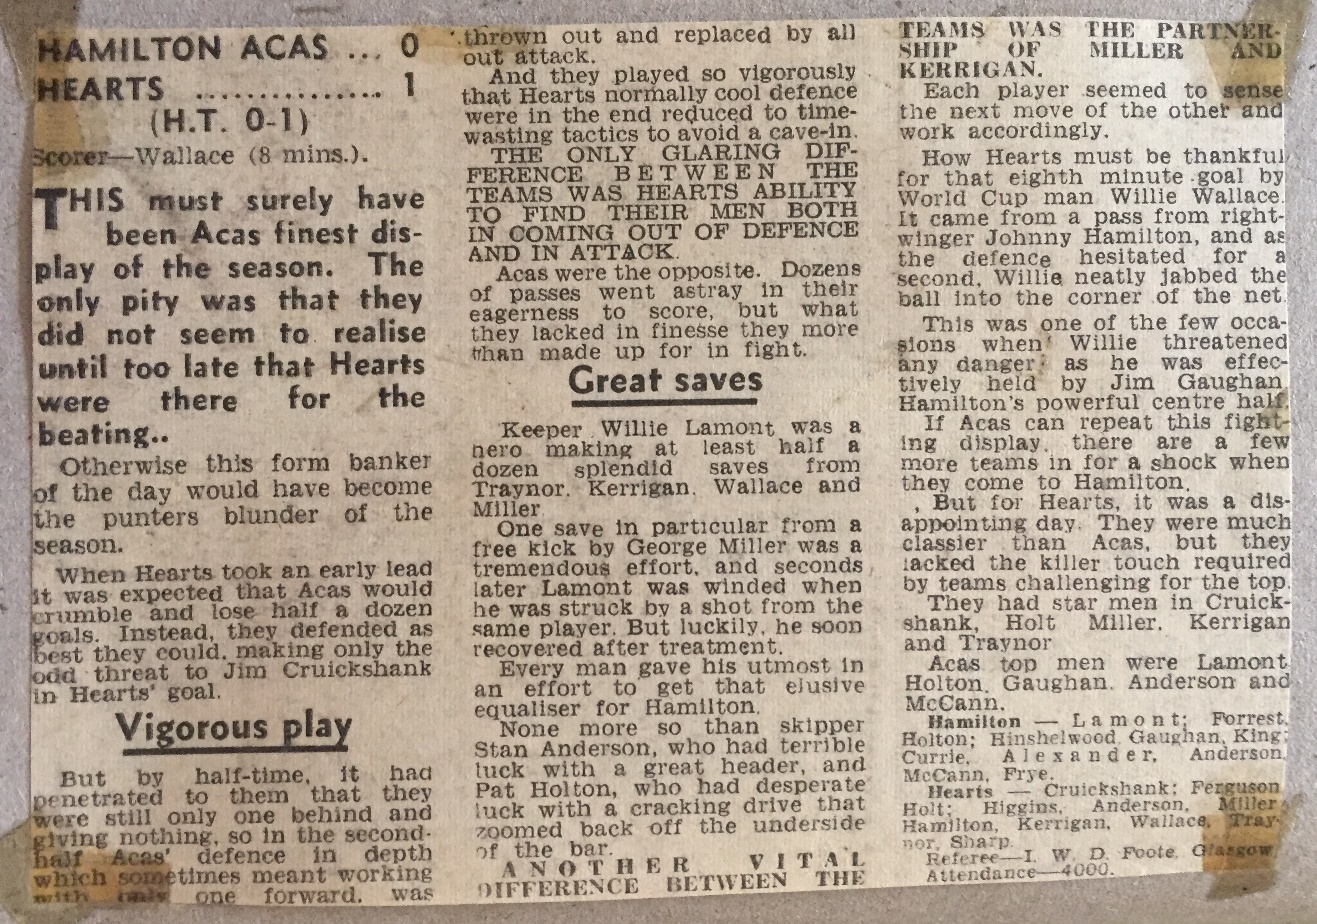 HAMILTON ACAS ... 0
HEARTS ................ 1
(H.T. 0-1)
Scorer—Wallace (8 mins.).
THIS must surely have
been Acas finest dis-
play of the season. The
only pity was that they
did not seem to realise
until too late that Hearts
were there for the
beating..
Otherwise this form banker
of the day would have become
the punters blunder of the
season.
When Hearts took an early lead
it was expected that Acas would
crumble and lose half a dozen
goals. Instead, they defended as
best they could, making only the
odd threat to Jim Cruickshank
in Hearts' goal.
Vigorous play
But by half-time, it had
penetrated to them that they
were still only one behind and
giving nothing, so in the second-
half Acas' defence in depth
which sometimes meant working
with only one forward, was
thrown out and replaced by all
out attack.
And they played so vigorously
that Hearts normally cool defence
were in the end reduced to time-
wasting tactics to avoid a cave-in.
THE ONLY GLARING DIF-
FERENCE BETWEEN THE
TEAMS WAS HEARTS ABILITY
TO FIND THEIR MEN BOTH
IN COMING OUT OF DEFENCE
AND IN ATTACK.
Acas were the opposite. Dozens
of passes went astray in their
eagerness to score, but what
they lacked in finesse they more
than made up for in fight.
Great saves
Keeper Willie Lamont was a
hero making at least half a
dozen splendid saves from
Traynor, Kerrigan, Wallace and
Miller.
One save in particular from a
free kick by George Miller was a
tremendous effort, and seconds
later Lamont was winded when
he was struck by a shot from the
same player. But luckily, he soon
recovered after treatment.
Every man gave his utmost in
an effort to get that elusive
equaliser for Hamilton.
None more so than skipper
Stan Anderson, who had terrible
luck with a great header, and
Pat Holton, who had desperate
luck with a cracking drive that
zoomed back off the underside
of the bar.
ANOTHER VITAL
DIFFERENCE BETWEEN THE
TEAMS WAS THE PARTNER-
SHIP OF MILLER AND
KERRIGAN.
Each player seemed to sense
the next move of the other and
work accordingly.
How Hearts must be thankful
for that eighth minute goal by
World Cup man Willie Wallace.
It came from a pass from right-
winger Johnny Hamilton, and as
the defence hesitated for a
second, Willie neatly jabbed the
ball into the corner of the net.
This was one of the few occa-
sions when Willie threatened
any danger as he was effec-
tively held by Jim Gaughan
Hamilton's powerful centre half.
If Acas can repeat this fight-
ing display, there are a few
more teams in for a shock when
they come to Hamilton.
But for Hearts, it was a dis-
appointing day. They were much
classier than Acas, but they
lacked the killer touch required
by teams challenging for the top.
They had star men in Cruick-
shank, Holt Miller, Kerrigan
and Traynor
Acas top men were Lamont
Holton, Gaughan, Anderson and
McCann.
Hamilton — Lamont; Forrest,
Holton; Hinshelwood, Gaughan, King;
Currie, Alexander, Anderson,
McCann, Frye.
Hearts — Cruickshank; Ferguson
Holt; Higgins, Anderson, Miller
Hamilton, Kerrigan, Wallace, Tray-
nor, Sharp.
Referee—I. W. D. Foote, Glasgow.
Attendance—4000.